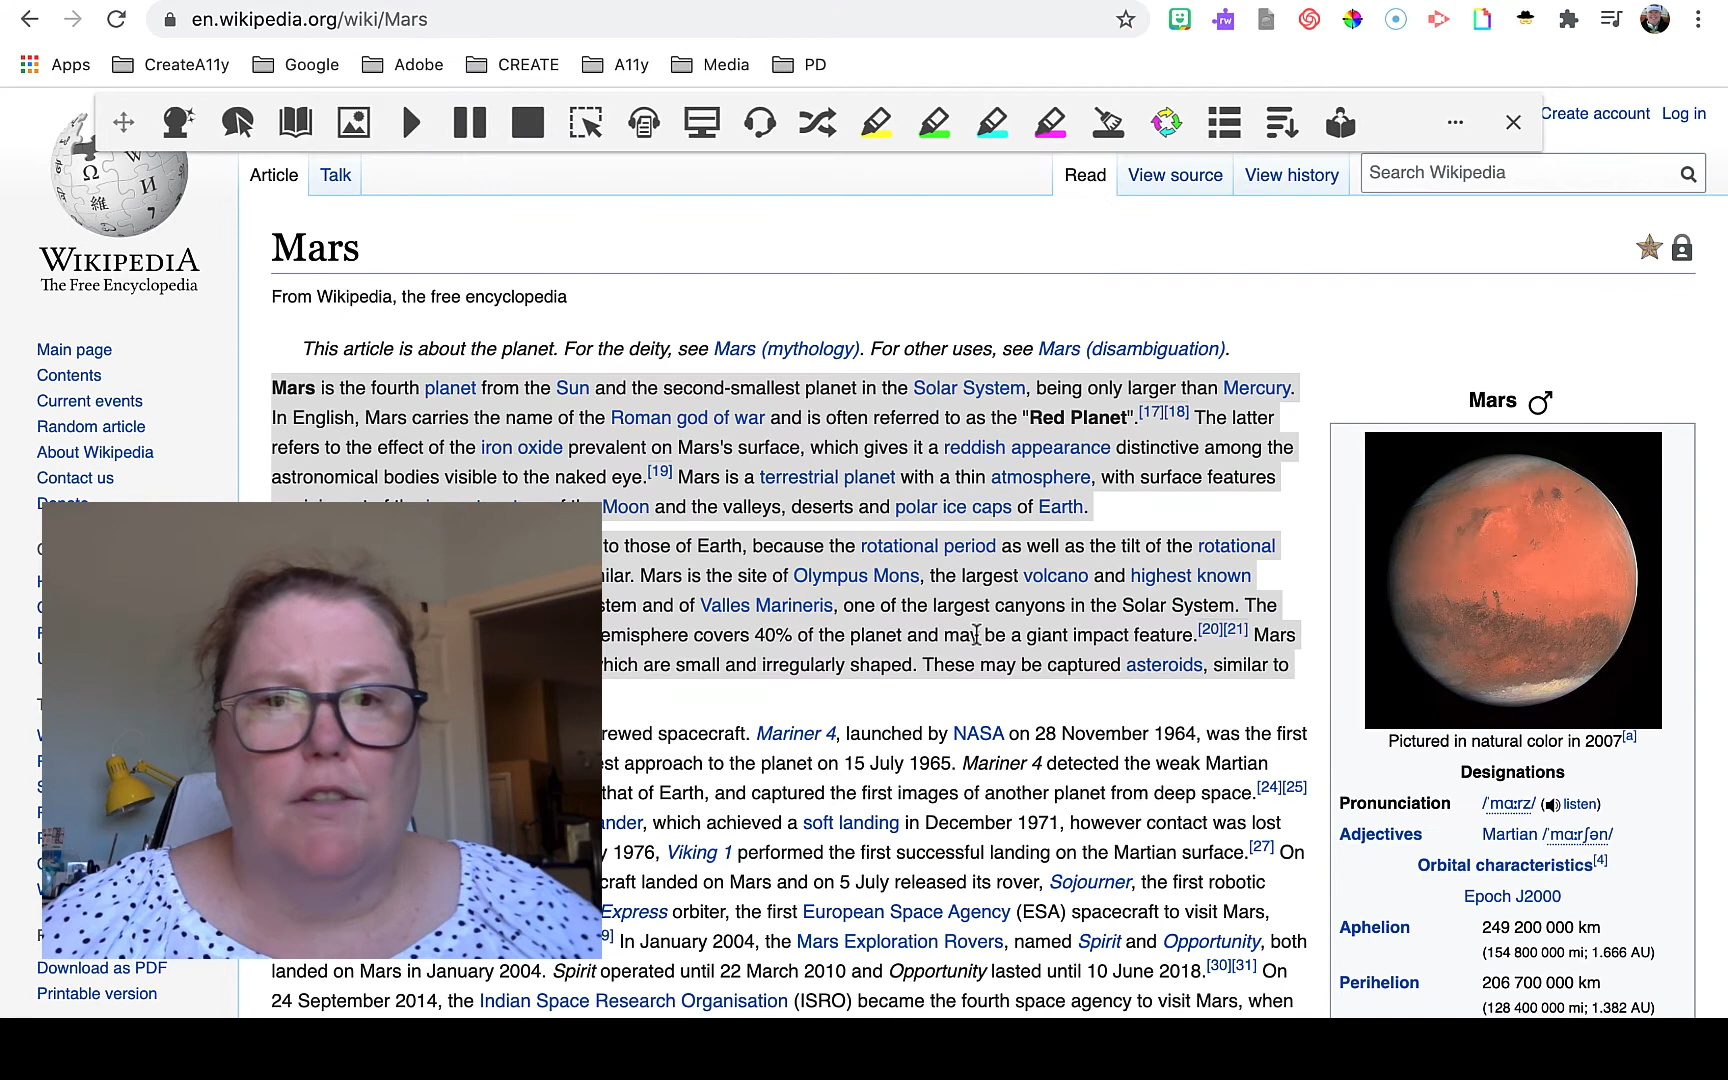 en.wikipedia.org/wiki/Mars
Apps CreateA11y Google Adobe CREATE A11y Media PD
rw
Create account Log in
Article Talk Read View source View history Search Wikipedia
Ω W И 維 7
WIKIPEDIA
The Free Encyclopedia
Main page
Contents
Current events
Random article
About Wikipedia
Contact us
Download as PDF
Printable version
Mars
From Wikipedia, the free encyclopedia
This article is about the planet. For the deity, see Mars (mythology). For other uses, see Mars (disambiguation).
Mars is the fourth planet from the Sun and the second-smallest planet in the Solar System, being only larger than Mercury.
In English, Mars carries the name of the Roman god of war and is often referred to as the "Red Planet".[17][18] The latter
refers to the effect of the iron oxide prevalent on Mars's surface, which gives it a reddish appearance distinctive among the
astronomical bodies visible to the naked eye.[19] Mars is a terrestrial planet with a thin atmosphere, with surface features
Moon and the valleys, deserts and polar ice caps of Earth.
to those of Earth, because the rotational period as well as the tilt of the rotational
ilar. Mars is the site of Olympus Mons, the largest volcano and highest known
stem and of Valles Marineris, one of the largest canyons in the Solar System. The
emisphere covers 40% of the planet and may be a giant impact feature.[20][21] Mars
hich are small and irregularly shaped. These may be captured asteroids, similar to
rewed spacecraft. Mariner 4, launched by NASA on 28 November 1964, was the first
st approach to the planet on 15 July 1965. Mariner 4 detected the weak Martian
that of Earth, and captured the first images of another planet from deep space.[24][25]
ander, which achieved a soft landing in December 1971, however contact was lost
y 1976, Viking 1 performed the first successful landing on the Martian surface.[27] On
craft landed on Mars and on 5 July released its rover, Sojourner, the first robotic
Express orbiter, the first European Space Agency (ESA) spacecraft to visit Mars,
9] In January 2004, the Mars Exploration Rovers, named Spirit and Opportunity, both
landed on Mars in January 2004. Spirit operated until 22 March 2010 and Opportunity lasted until 10 June 2018.[30][31] On
24 September 2014, the Indian Space Research Organisation (ISRO) became the fourth space agency to visit Mars, when
Mars ♂
Pictured in natural color in 2007[a]
Designations
Pronunciation /ˈmɑːrz/ (listen)
Adjectives Martian /ˈmɑːrʃən/
Orbital characteristics[4]
Epoch J2000
Aphelion 249 200 000 km
(154 800 000 mi; 1.666 AU)
Perihelion 206 700 000 km
(128 400 000 mi; 1.382 AU)